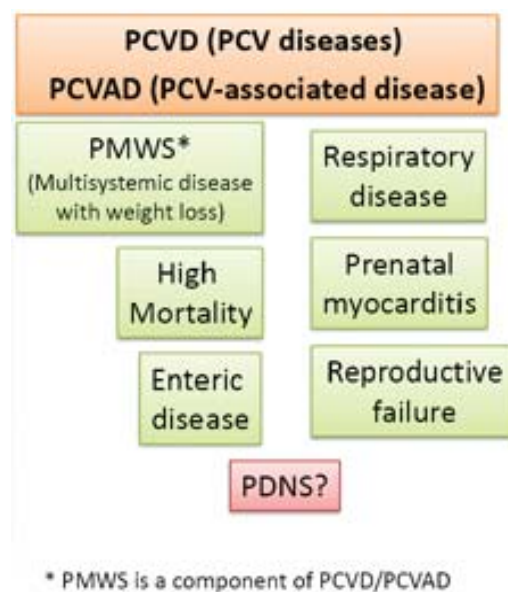 PCVD (PCV diseases)
PCVAD (PCV-associated disease)
PMWS*
(Multisystemic disease
with weight loss)
High
Mortality
Enteric
disease
Respiratory
disease
Prenatal
myocarditis
Reproductive
failure
PDNS?
* PMWS is a component of PCVD/PCVAD